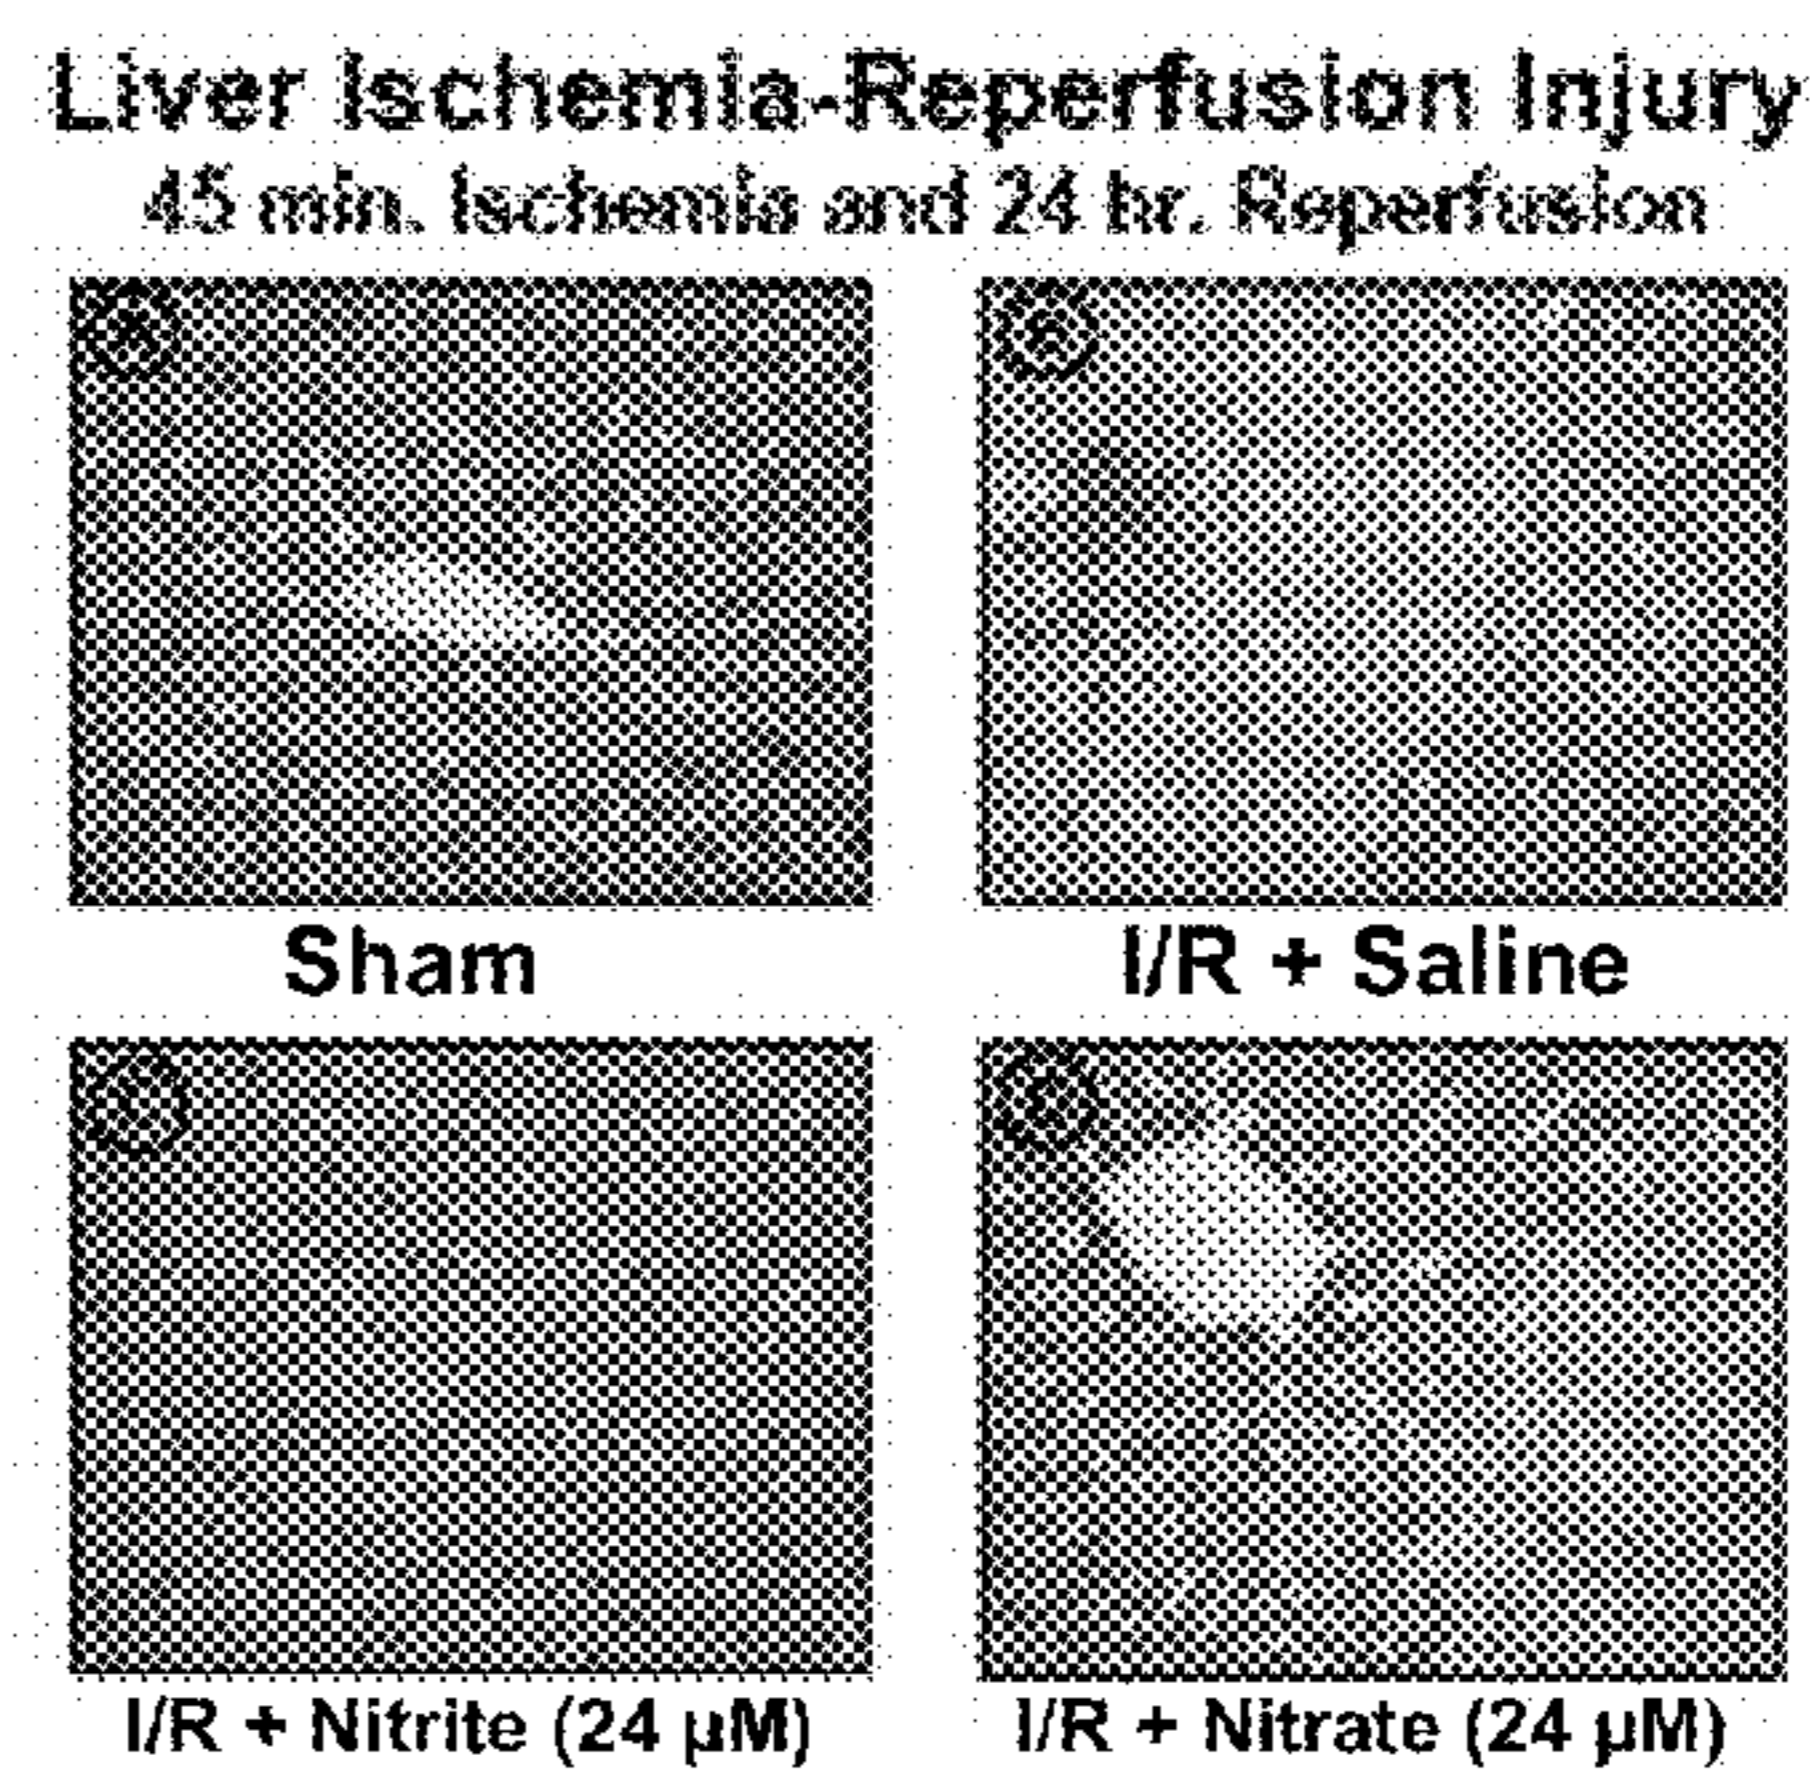 Liver Ischemia-Reperfusion Injury
45 min. Ischemia and 24 hr. Reperfusion
Sham
I/R + Saline
I/R + Nitrite (24 µM)
I/R + Nitrate (24 µM)